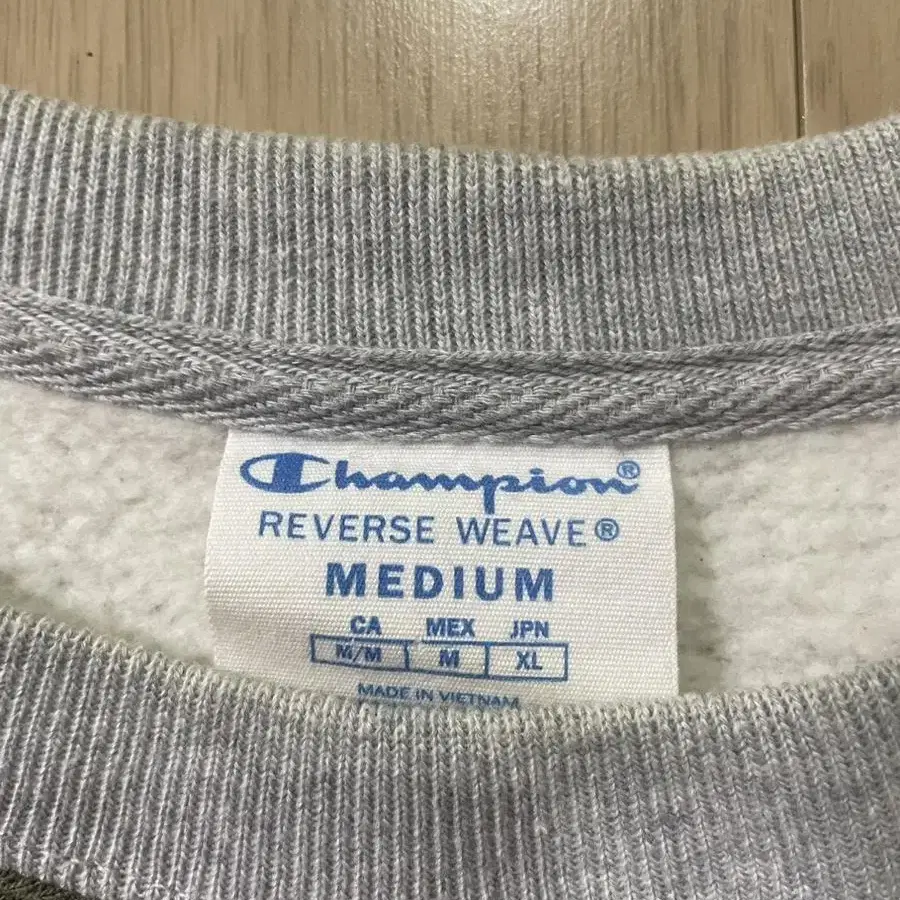 Champion®
REVERSE WEAVE®
MEDIUM
CA MEX JPN
M/M M XL
MADE IN VIETNAM